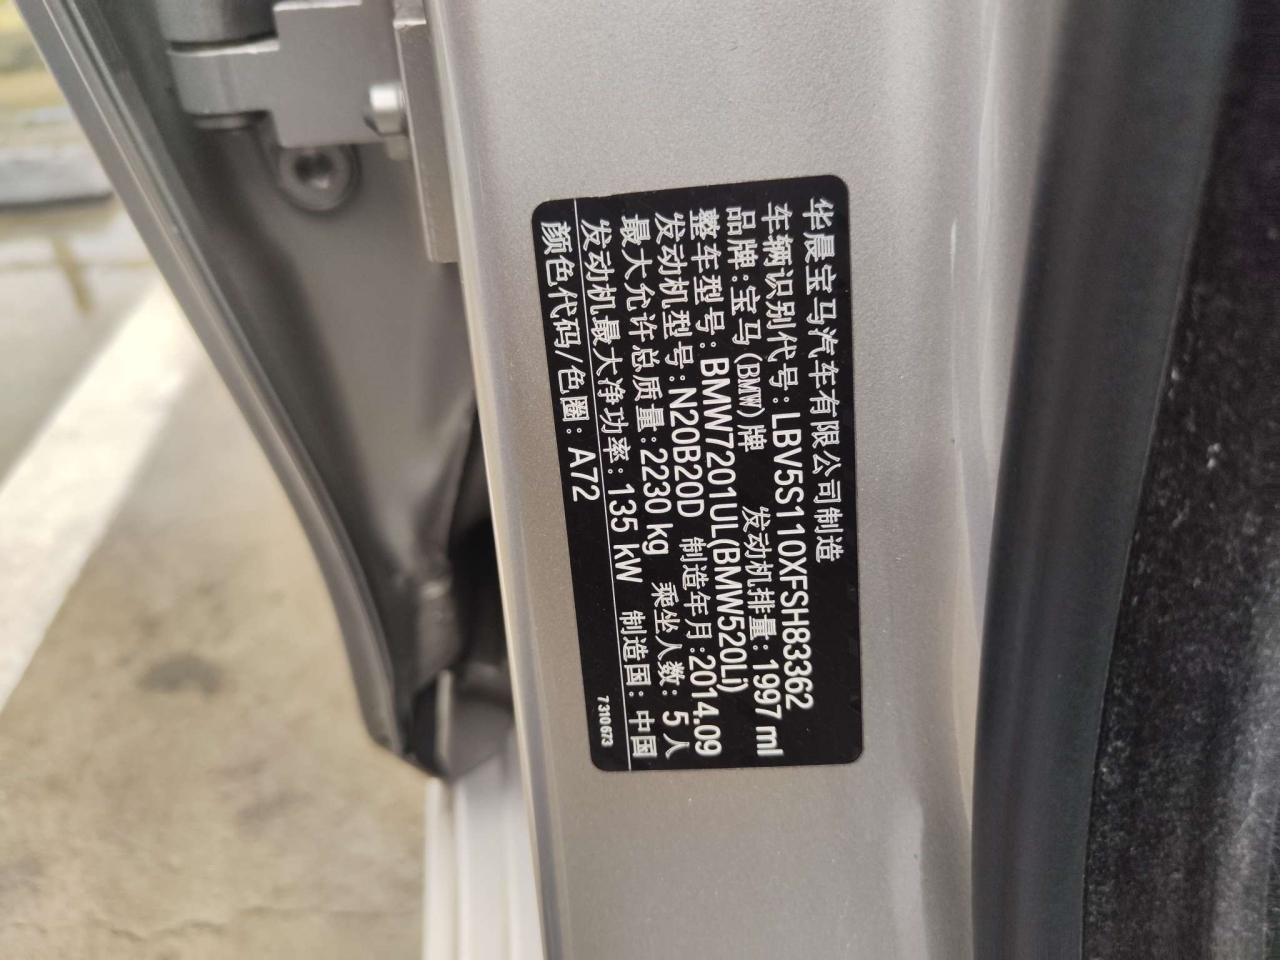 华晨宝马汽车有限公司制造
车辆识别代号: LBV5S110XFSH83362
品牌: 宝马(BMW)牌 发动机排量: 1997 ml
整车型号: BMW7201UL(BMW520Li)
发动机型号: N20B20D 制造年月: 2014.09
最大允许总质量: 2230 kg 乘坐人数: 5 人
发动机最大净功率: 135 kW 制造国: 中国
颜色代码/色圈: A72
7 310 673